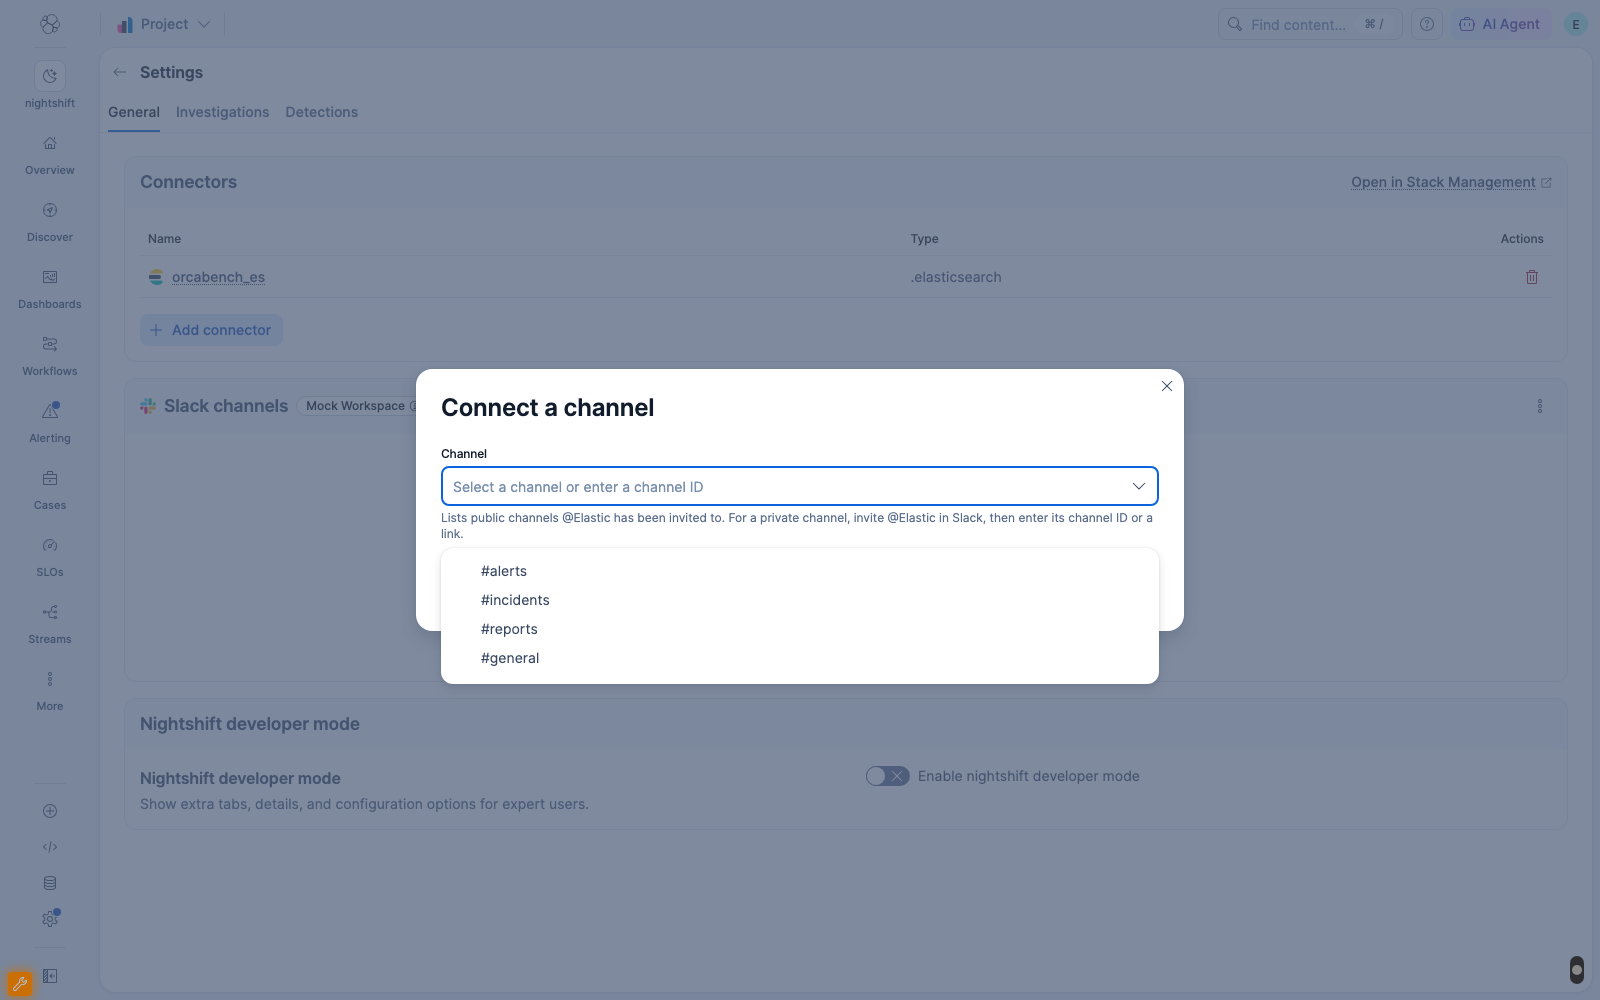 Project
Find content...
⌘ /
AI Agent
E
nightshift
Overview
Discover
Dashboards
Workflows
Alerting
Cases
SLOs
Streams
More
Settings
General
Investigations
Detections
Connectors
Open in Stack Management
Name
Type
Actions
orcabench_es
.elasticsearch
Add connector
Slack channels
Mock Workspace
Connect a channel
Channel
Select a channel or enter a channel ID
Lists public channels @Elastic has been invited to. For a private channel, invite @Elastic in Slack, then enter its channel ID or a
link.
#alerts
#incidents
#reports
#general
Nightshift developer mode
Nightshift developer mode
Show extra tabs, details, and configuration options for expert users.
Enable nightshift developer mode